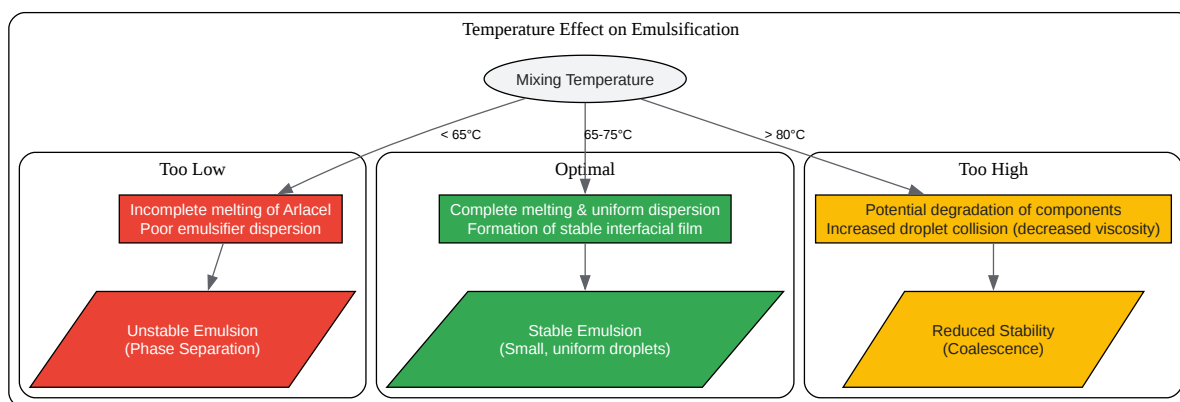 Temperature Effect on Emulsification
Mixing Temperature
< 65°C
65-75°C
> 80°C
Too Low
Optimal
Too High
Incomplete melting of Arlacel
Poor emulsifier dispersion
Complete melting & uniform dispersion
Formation of stable interfacial film
Potential degradation of components
Increased droplet collision (decreased viscosity)
Unstable Emulsion
(Phase Separation)
Stable Emulsion
(Small, uniform droplets)
Reduced Stability
(Coalescence)